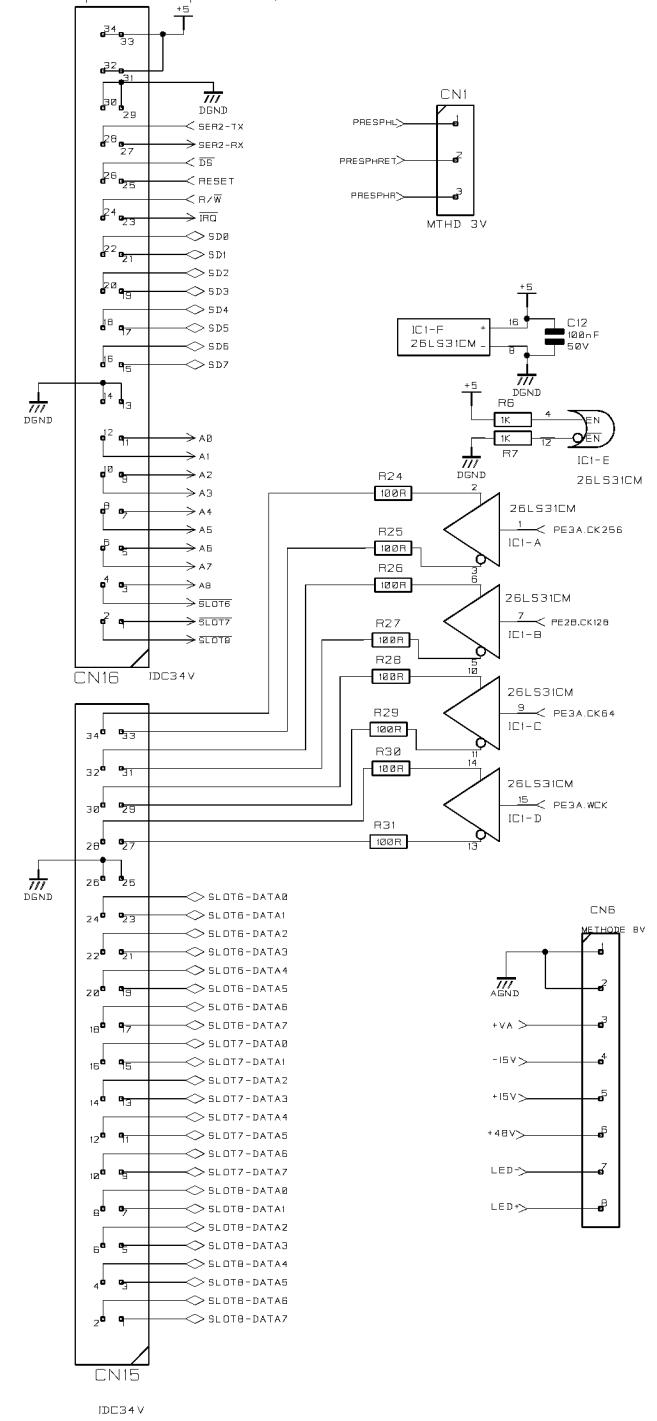 +5
34
33
32
31
30
29
DGND
SER2-TX
28
27
SER2-RX
DS
26
25
RESET
R/W
24
23
IRQ
SD0
22
21
SD1
SD2
20
19
SD3
SD4
18
17
SD5
SD6
16
15
SD7
14
13
DGND
12
11
A0
A1
10
9
A2
A3
8
7
A4
A5
6
5
A6
A7
4
3
A8
SLOT6
2
1
SLOT7
SLOT8
CN16
IDC34V
CN1
PRESPHL
1
PRESPHRET
2
PRESPHR
3
MTHD 3V
+5
IC1-F
+
16
26LS31CM
-
8
C12
100nF
50V
DGND
+5
R6
1K
4
EN
1K
12
EN
R7
DGND
IC1-E
26LS31CM
R24
100R
2
26LS31CM
1
PE3A.CK256
R25
100R
3
IC1-A
R26
100R
6
26LS31CM
7
PE2B.CK128
R27
100R
5
IC1-B
R28
100R
10
26LS31CM
9
PE3A.CK64
R29
100R
11
IC1-C
R30
100R
14
26LS31CM
15
PE3A.WCK
R31
100R
13
IC1-D
34
33
32
31
30
29
28
27
26
25
DGND
SLOT6-DATA0
24
23
SLOT6-DATA1
SLOT6-DATA2
22
21
SLOT6-DATA3
SLOT6-DATA4
20
19
SLOT6-DATA5
SLOT6-DATA6
18
17
SLOT6-DATA7
SLOT7-DATA0
16
15
SLOT7-DATA1
SLOT7-DATA2
14
13
SLOT7-DATA3
SLOT7-DATA4
12
11
SLOT7-DATA5
SLOT7-DATA6
10
9
SLOT7-DATA7
SLOT8-DATA0
8
7
SLOT8-DATA1
SLOT8-DATA2
6
5
SLOT8-DATA3
SLOT8-DATA4
4
3
SLOT8-DATA5
SLOT8-DATA6
2
1
SLOT8-DATA7
CN15
IDC34V
CN6
METHODE 8V
1
AGND
2
+VA
3
-15V
4
+15V
5
+48V
6
LED-
7
LED+
8